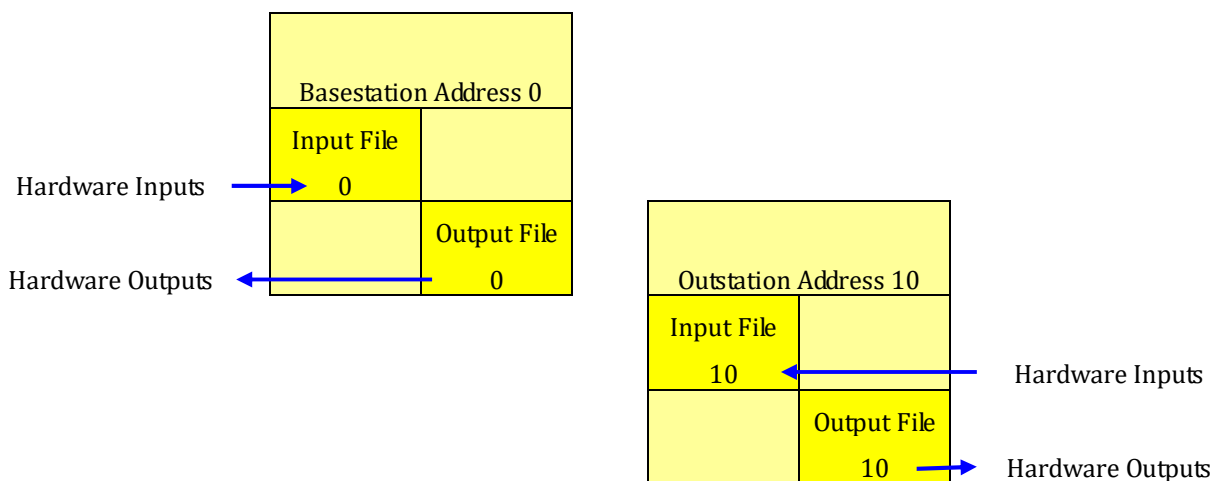 Basestation Address 0
Input File
0
Hardware Inputs
Output File
0
Hardware Outputs
Outstation Address 10
Input File
10
Hardware Inputs
Output File
10
Hardware Outputs